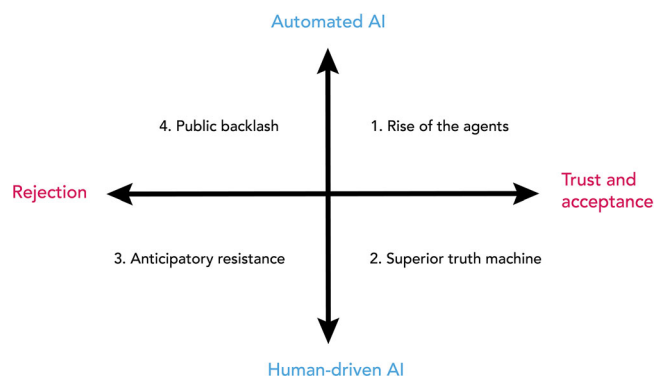 Automated AI
4. Public backlash
1. Rise of the agents
Rejection
Trust and
acceptance
3. Anticipatory resistance
2. Superior truth machine
Human-driven AI